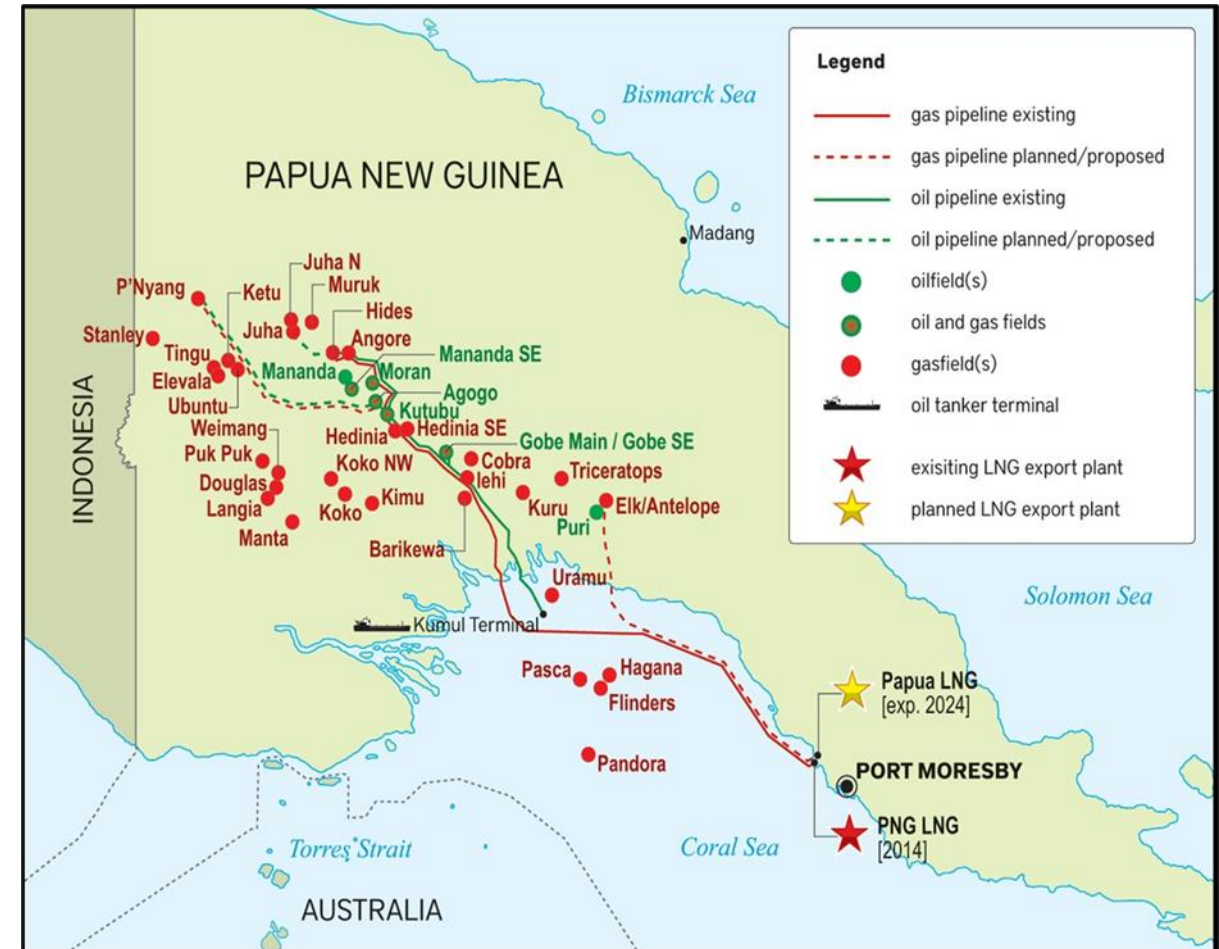 Bismarck Sea
PAPUA NEW GUINEA
Madang
Legend
gas pipeline existing
gas pipeline planned/proposed
oil pipeline existing
oil pipeline planned/proposed
oilfield(s)
oil and gas fields
gasfield(s)
oil tanker terminal
exisiting LNG export plant
planned LNG export plant
Juha N
P'Nyang
Ketu
Muruk
Hides
Stanley
Juha
Angore
Tingu
Mananda
Mananda SE
Moran
Elevala
Agogo
Ubuntu
Kutubu
INDONESIA
Weimang
Hedinia
Hedinia SE
Gobe Main / Gobe SE
Puk Puk
Koko NW
Cobra
Triceratops
Douglas
Iehi
Langia
Koko
Kimu
Kuru
Elk/Antelope
Puri
Manta
Barikewa
Uramu
Solomon Sea
Kumul Terminal
Pasca
Hagana
Flinders
Papua LNG
[exp. 2024]
Pandora
PORT MORESBY
PNG LNG
[2014]
Torres Strait
Coral Sea
AUSTRALIA